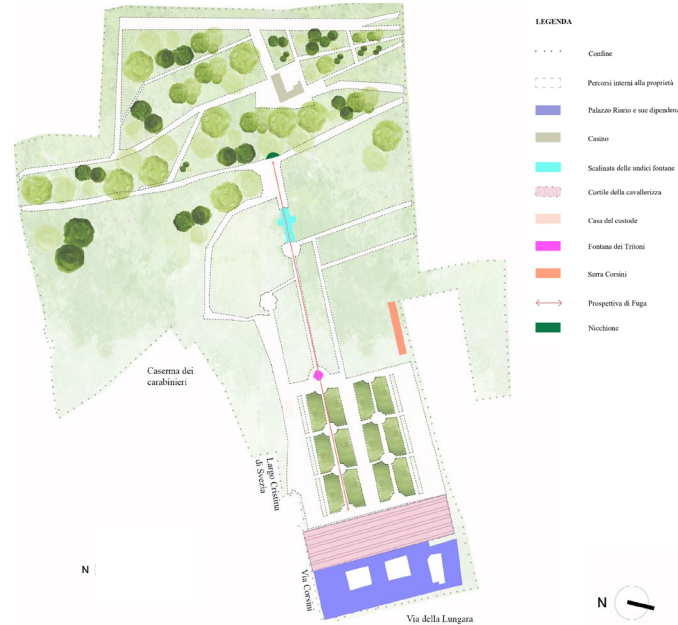 LEGENDA
Confine
Percorsi interni alla proprietà
Palazzo Riario e sue dipendenz
Casino
Scalinata delle undici fontane
Cortile della cavallerizza
Casa del custode
Fontana dei Tritoni
Serra Corsini
Prospettiva di Fuga
Nicchione
Caserma dei
carabinieri
Largo Cristina
di Svezia
N
Via Corsini
Via della Lungara
N